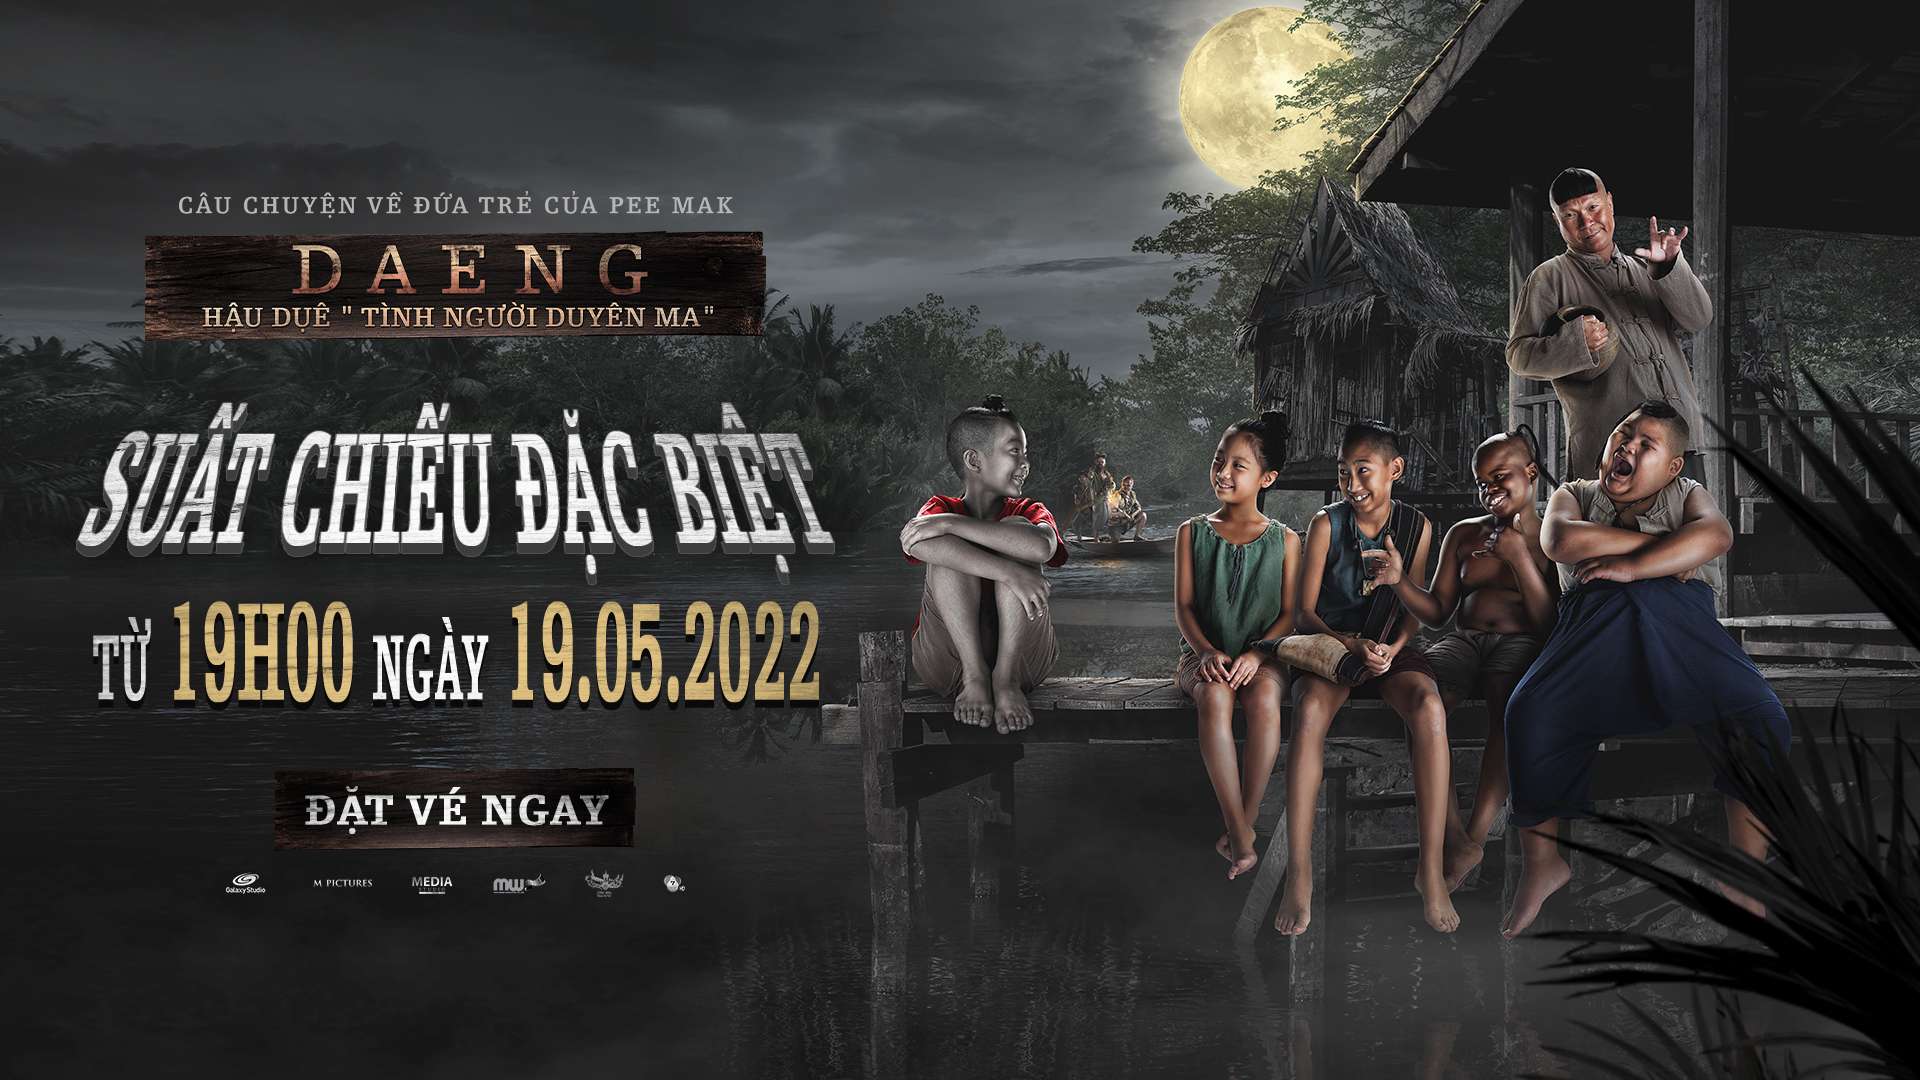 CÂU CHUYỆN VỀ ĐỨA TRẺ CỦA PEE MAK
DAENG
HẬU DUỆ " TÌNH NGƯỜI DUYÊN MA"
SUẤT CHIẾU ĐẶC BIỆT
TỪ 19H00 NGÀY 19.05.2022
ĐẶT VÉ NGAY
Galaxy Studio M PICTURES MEDIA mw